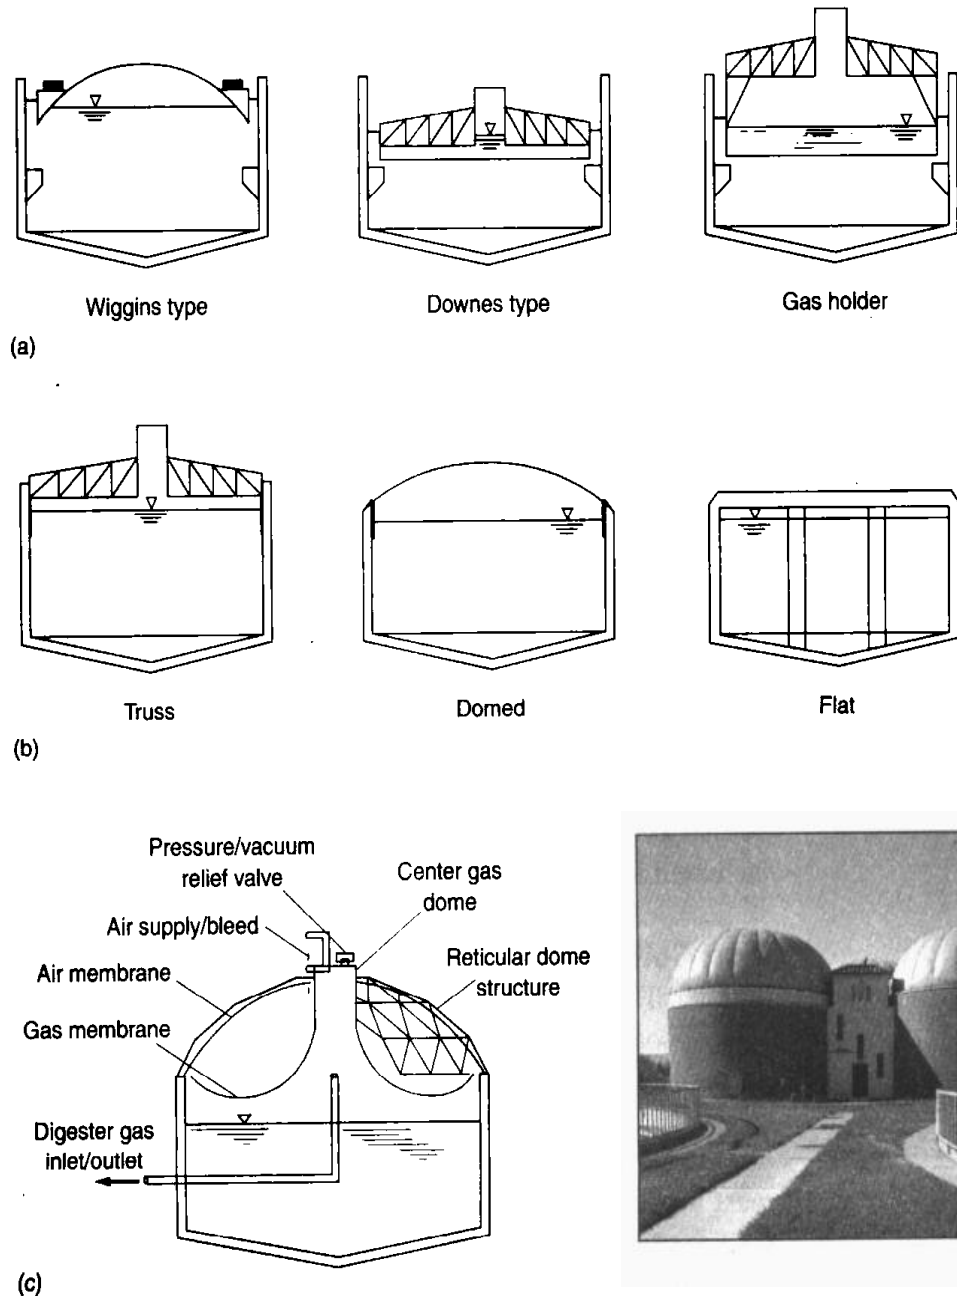 Wiggins type
Downes type
Gas holder
(a)
Truss
Domed
Flat
(b)
Pressure/vacuum
relief valve
Center gas
dome
Air supply/bleed
Reticular dome
structure
Air membrane
Gas membrane
Digester gas
inlet/outlet
(c)